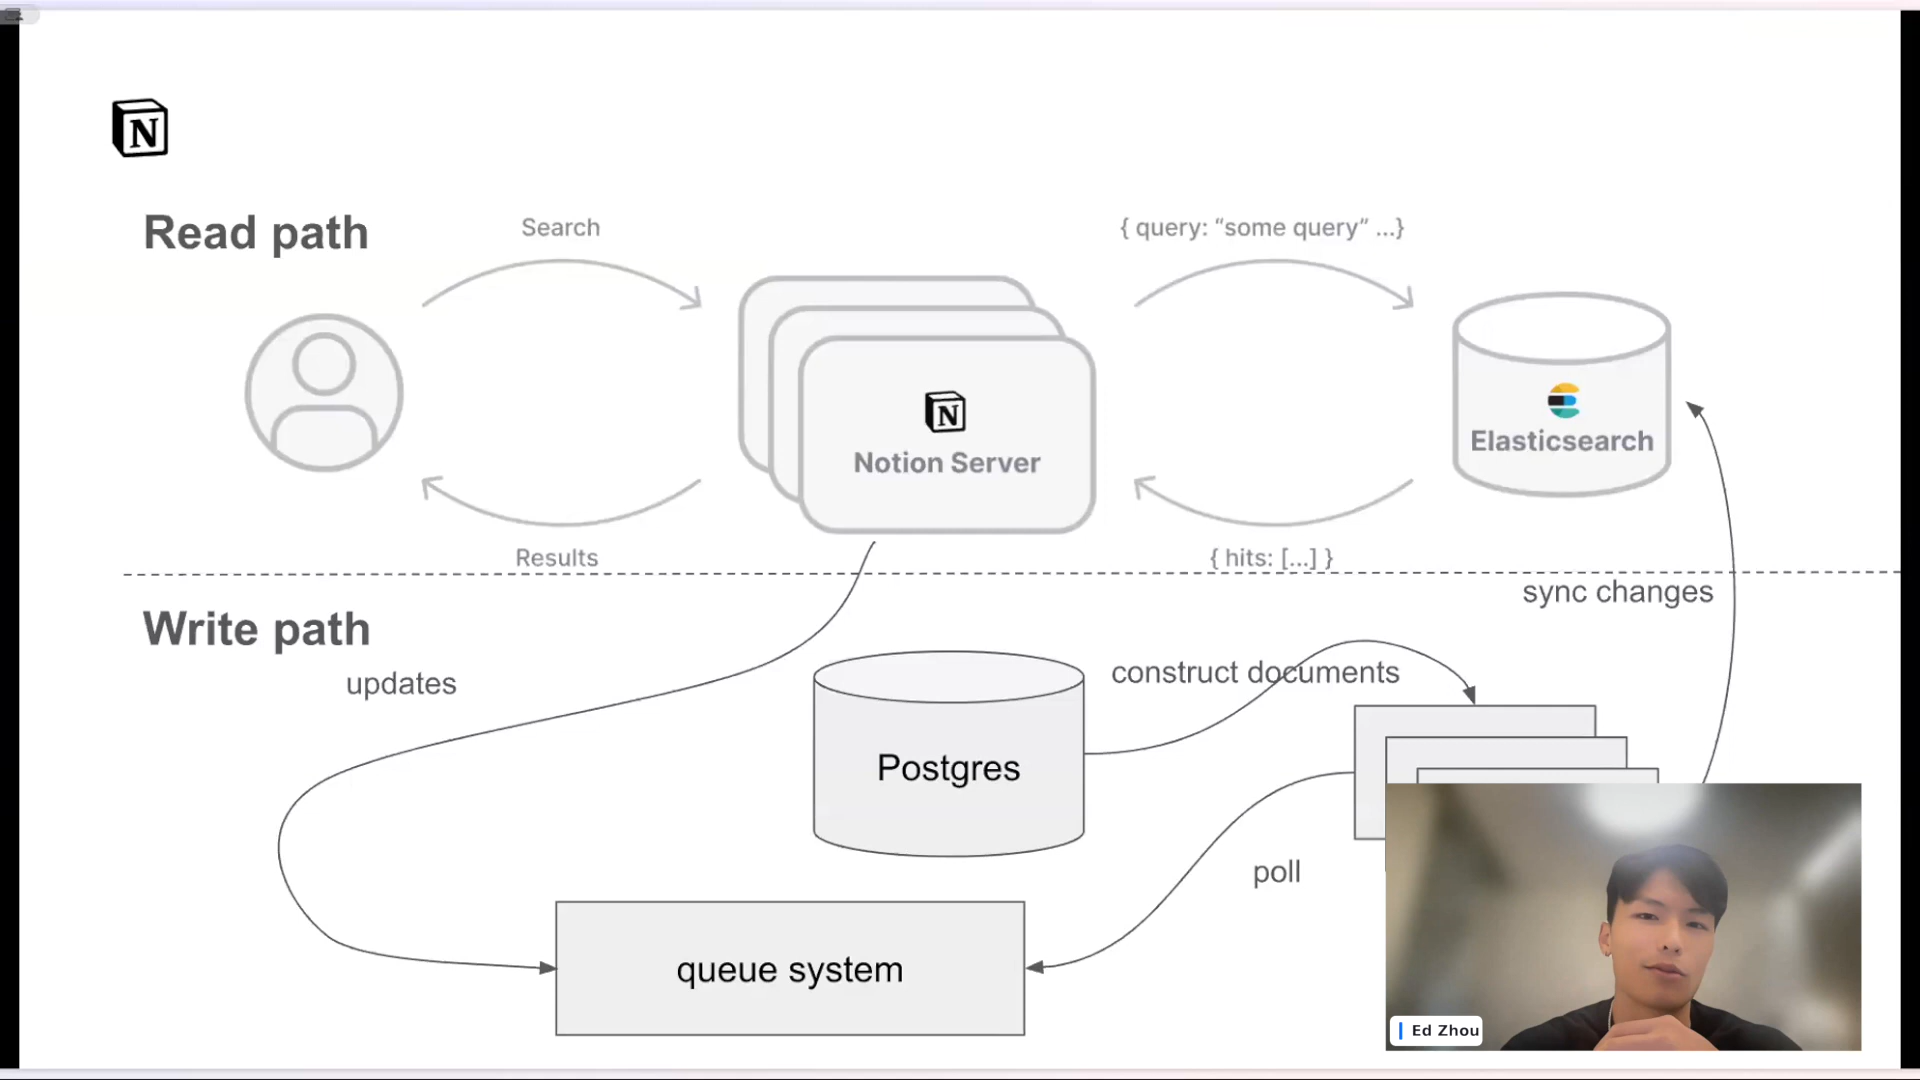 N
Read path
Search
{ query: “some query” ...}
N
Notion Server
Elasticsearch
Results
{ hits: [...] }
sync changes
Write path
updates
construct documents
Postgres
poll
queue system
Ed Zhou